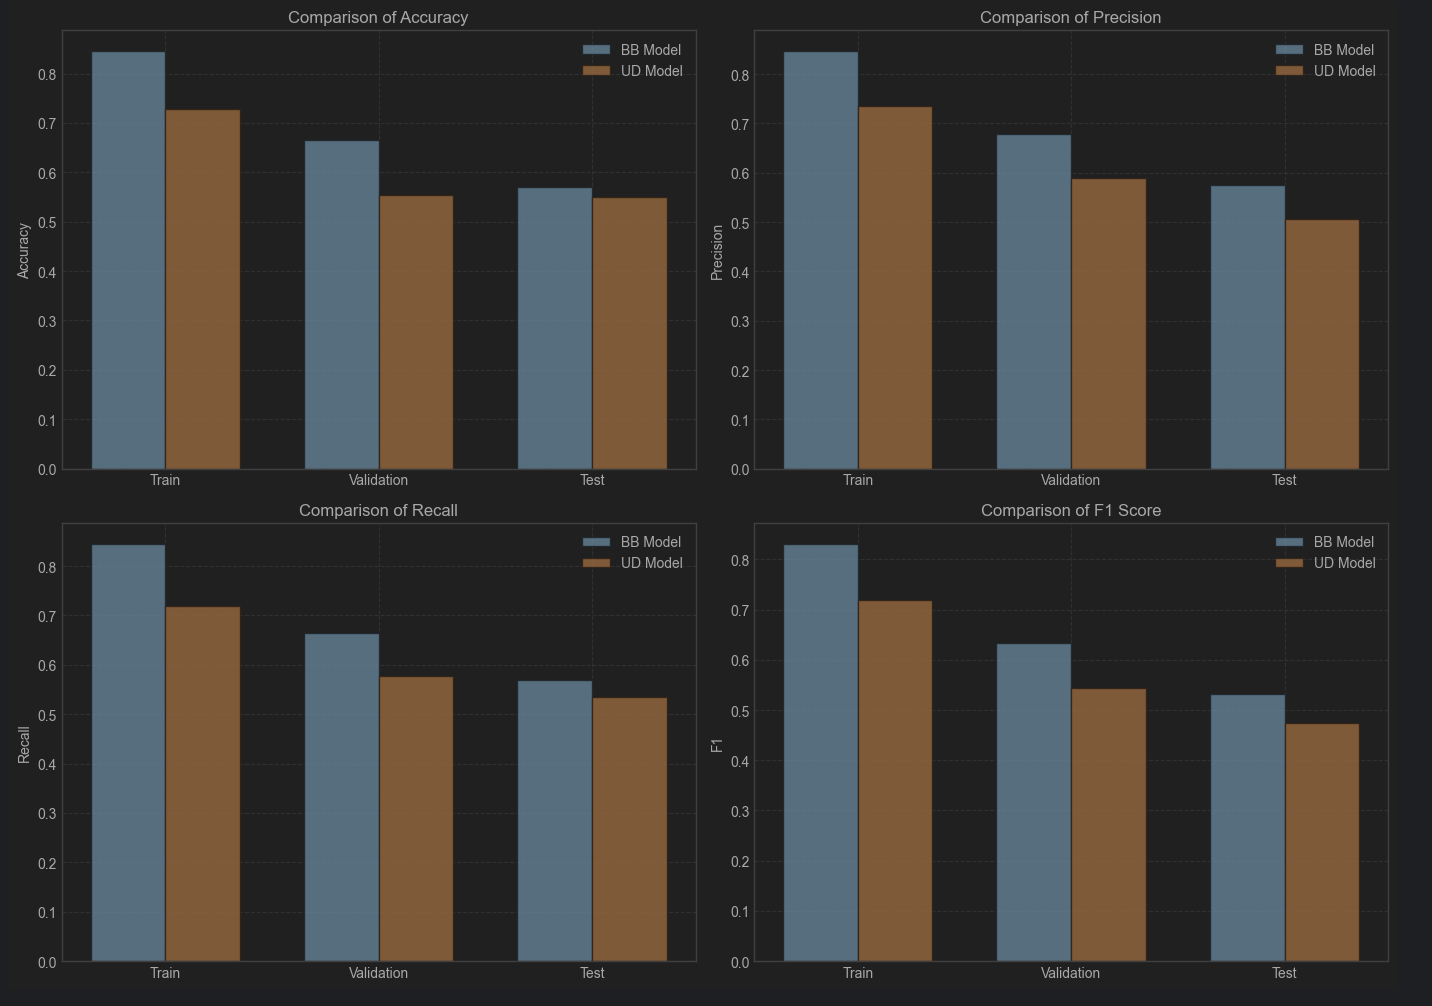 Comparison of Accuracy
BB Model
UD Model
Accuracy
0.8
0.7
0.6
0.5
0.4
0.3
0.2
0.1
0.0
Train Validation Test
Comparison of Precision
BB Model
UD Model
Precision
0.8
0.7
0.6
0.5
0.4
0.3
0.2
0.1
0.0
Train Validation Test
Comparison of Recall
BB Model
UD Model
Recall
0.8
0.7
0.6
0.5
0.4
0.3
0.2
0.1
0.0
Train Validation Test
Comparison of F1 Score
BB Model
UD Model
F1
0.8
0.7
0.6
0.5
0.4
0.3
0.2
0.1
0.0
Train Validation Test